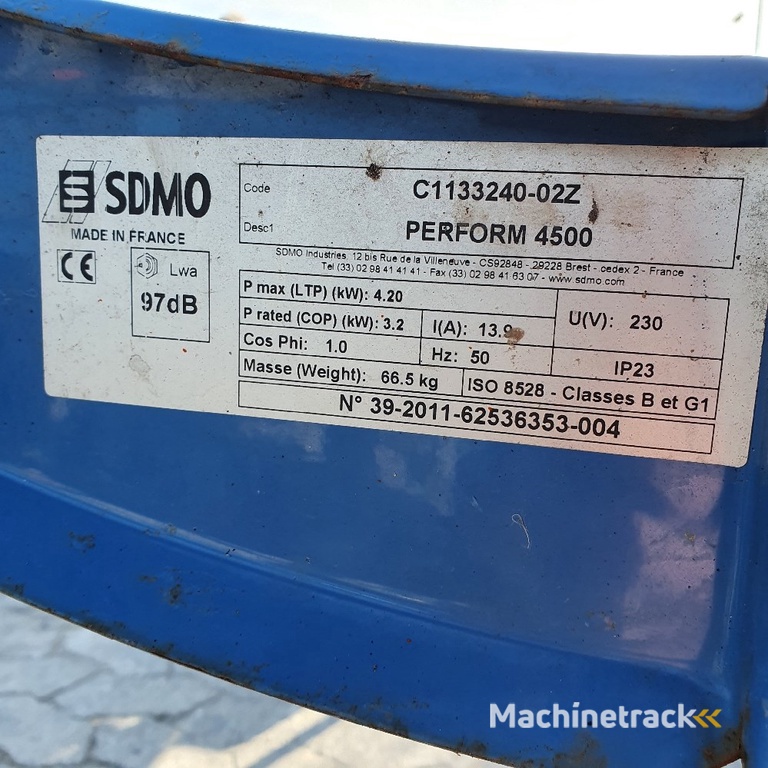 SDMO
MADE IN FRANCE
CE
Lwa
97dB
Code C1133240-02Z
Desc1 PERFORM 4500
SDMO Industries, 12 bis Rue de la Villeneuve - CS92848 - 29228 Brest - cedex 2 - France
Tel (33) 02 98 41 41 41 - Fax (33) 02 98 41 63 07 - www.sdmo.com
P max (LTP) (kW): 4.20
P rated (COP) (kW): 3.2 I(A): 13.9 U(V): 230
Cos Phi: 1.0 Hz: 50 IP23
Masse (Weight): 66.5 kg ISO 8528 - Classes B et G1
N° 39-2011-62536353-004
Machinetrack